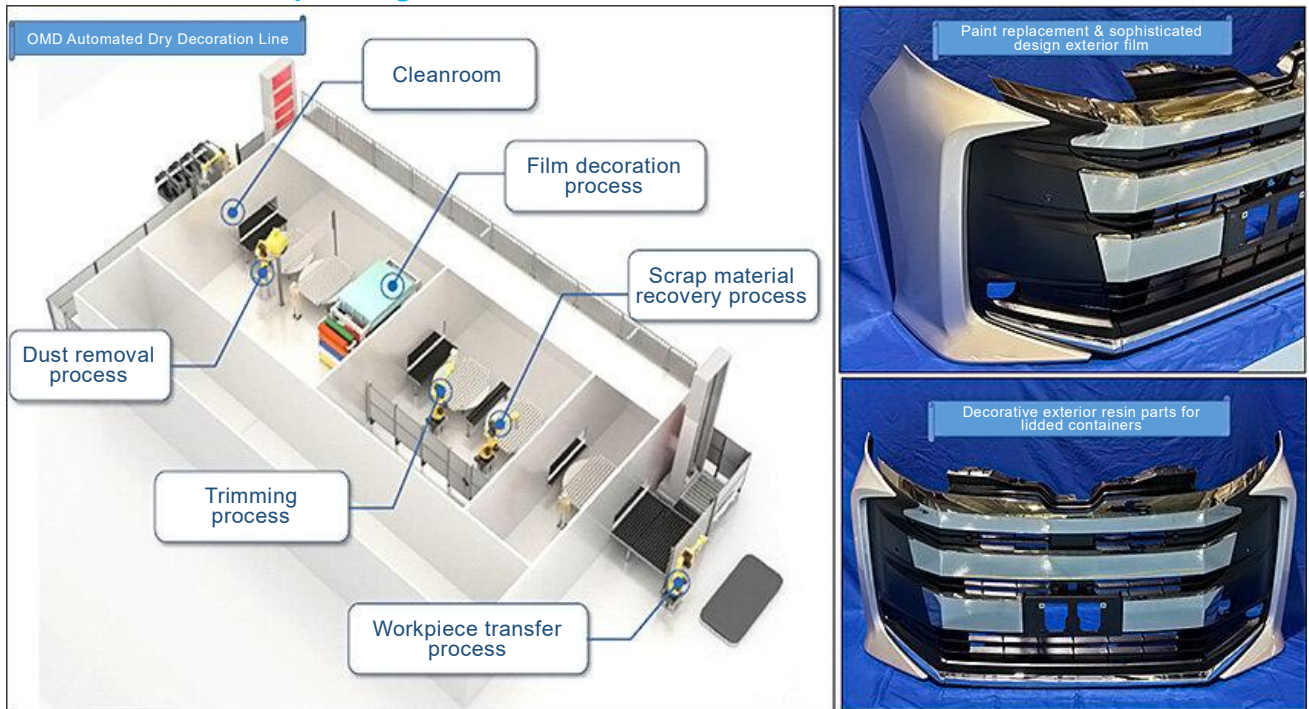 OMD Automated Dry Decoration Line
Cleanroom
Film decoration
process
Scrap material
recovery process
Dust removal
process
Trimming
process
Workpiece transfer
process
Paint replacement & sophisticated
design exterior film
Decorative exterior resin parts for
lidded containers